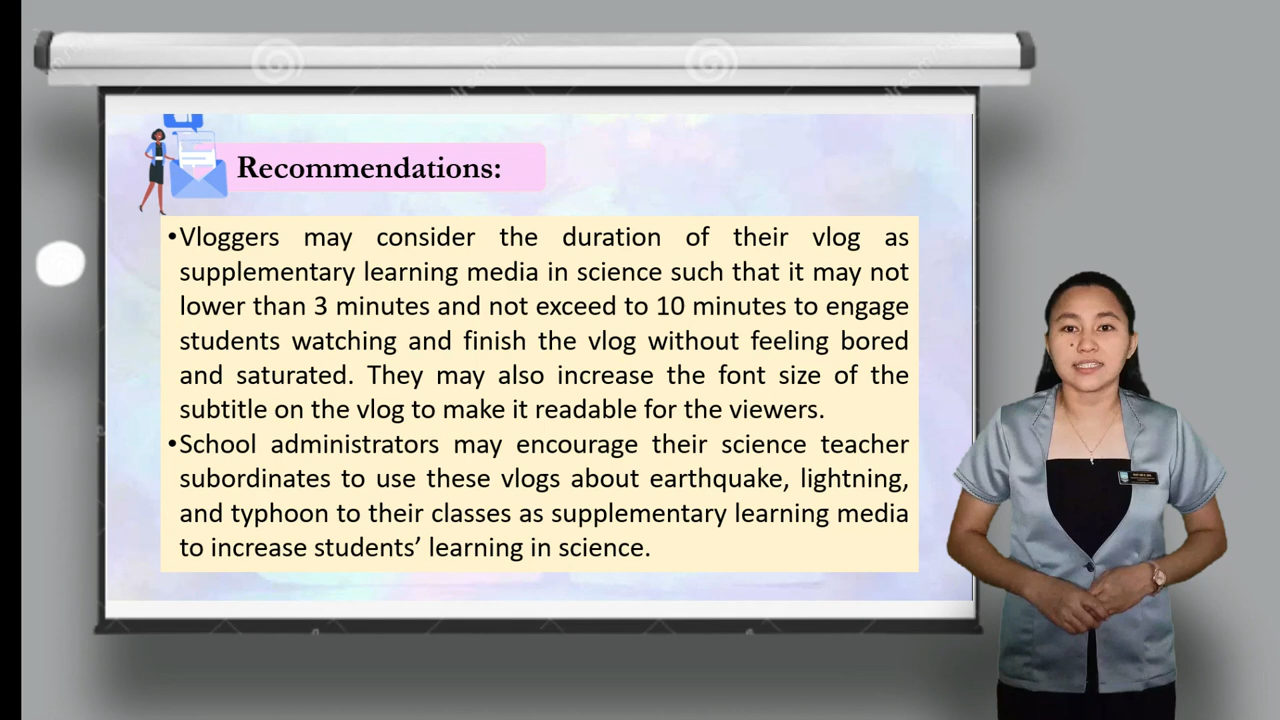 Recommendations:
•Vloggers may consider the duration of their vlog as
supplementary learning media in science such that it may not
lower than 3 minutes and not exceed to 10 minutes to engage
students watching and finish the vlog without feeling bored
and saturated. They may also increase the font size of the
subtitle on the vlog to make it readable for the viewers.
•School administrators may encourage their science teacher
subordinates to use these vlogs about earthquake, lightning,
and typhoon to their classes as supplementary learning media
to increase students’ learning in science.